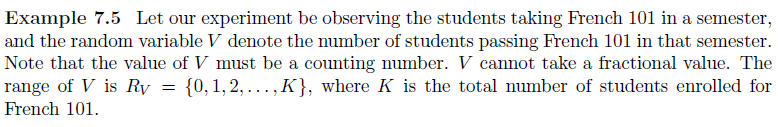 Example 7.5 Let our experiment be observing the students taking French 101 in a semester,
and the random variable V denote the number of students passing French 101 in that semester.
Note that the value of V must be a counting number. V cannot take a fractional value. The
range of V is R_V = {0, 1, 2, . . . , K}, where K is the total number of students enrolled for
French 101.